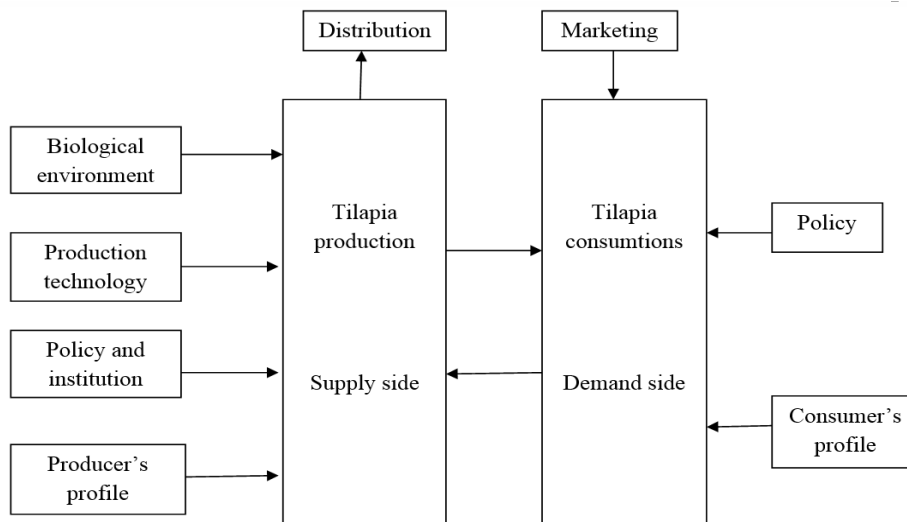 Distribution
Marketing
Biological
environment
Production
technology
Policy and
institution
Producer’s
profile
Tilapia
production
Supply side
Tilapia
consumtions
Demand side
Policy
Consumer’s
profile